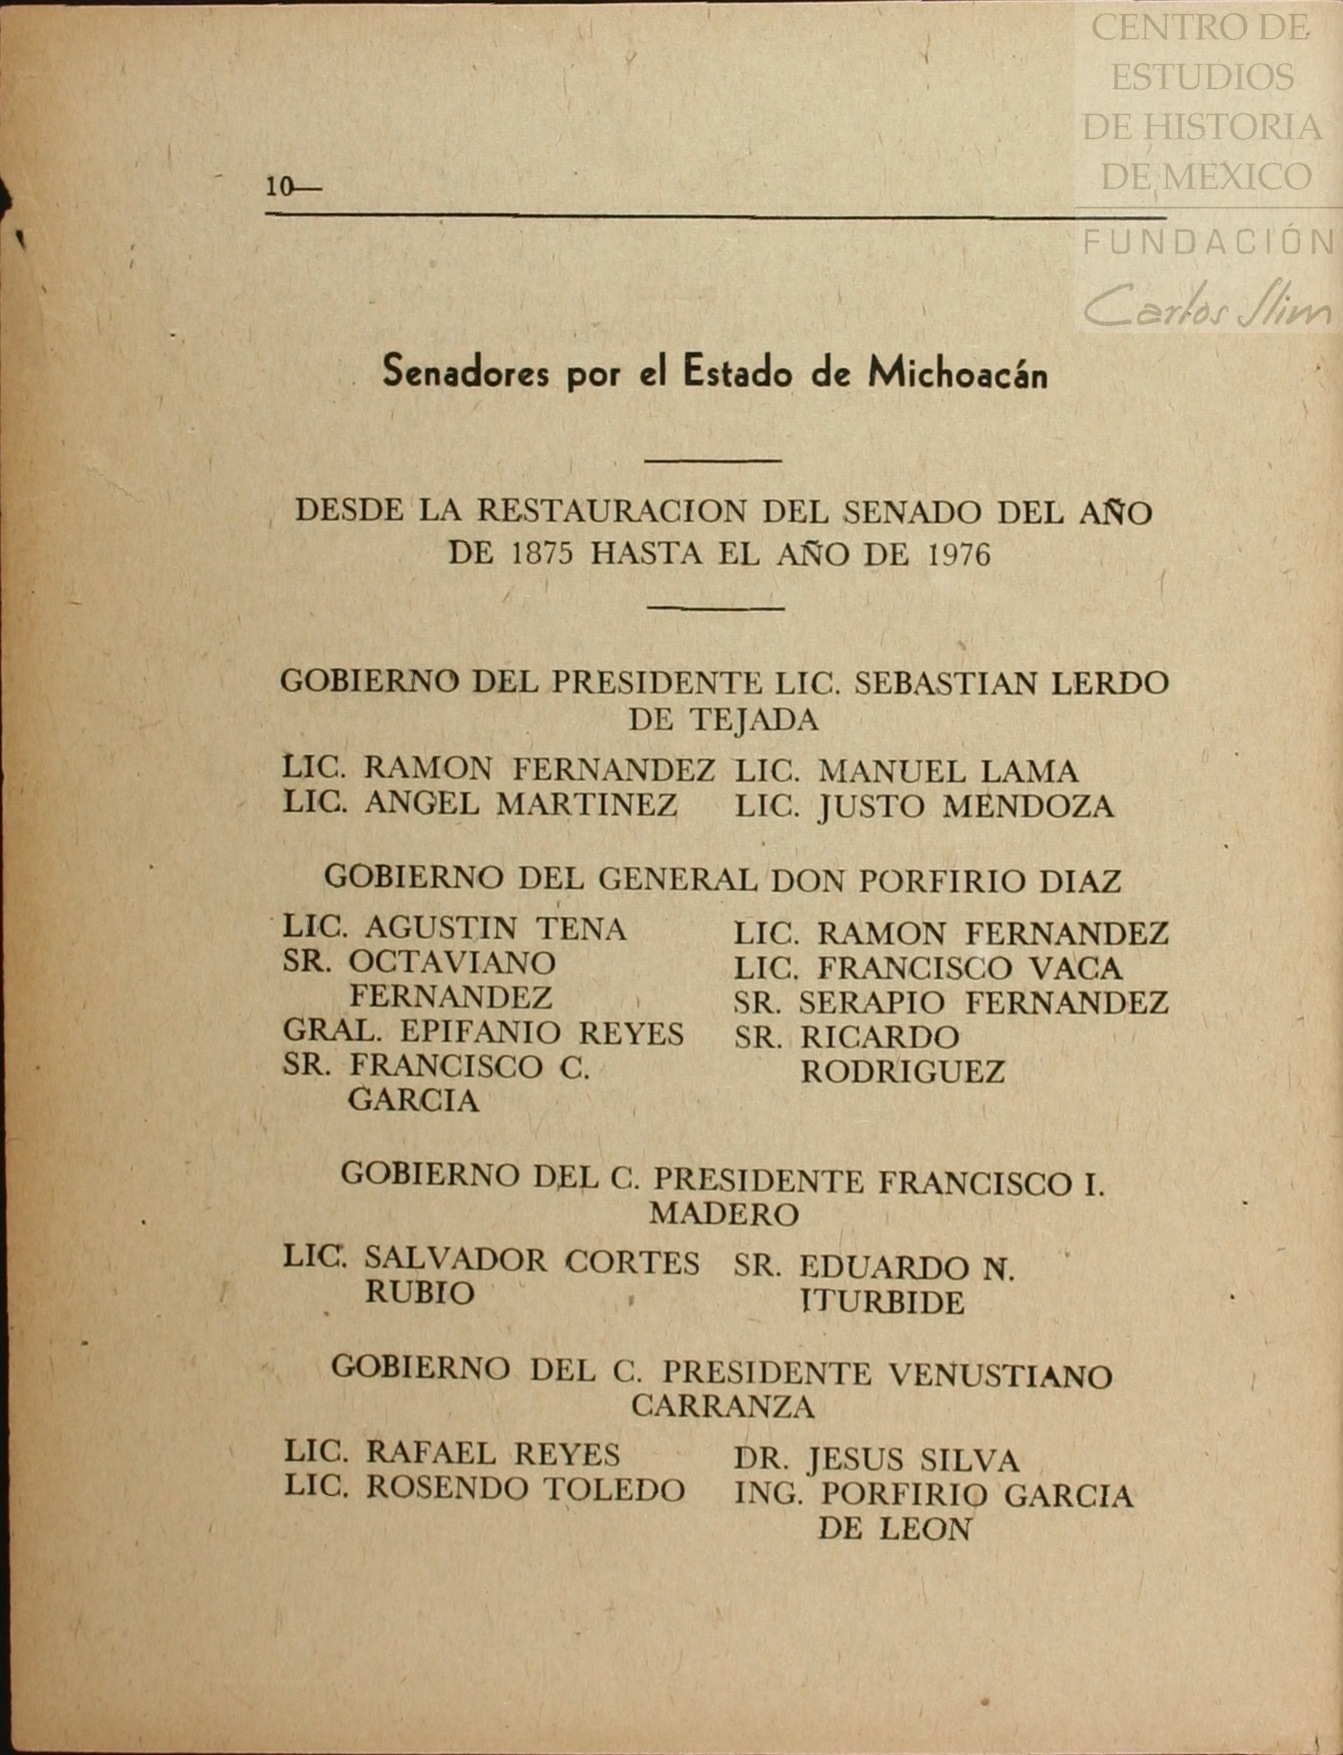 CENTRO DE
ESTUDIOS
DE HISTORIA
DE MEXICO
FUNDACIÓN
Carlos Slim
10—
Senadores por el Estado de Michoacán
DESDE LA RESTAURACION DEL SENADO DEL AÑO
DE 1875 HASTA EL AÑO DE 1976
GOBIERNO DEL PRESIDENTE LIC. SEBASTIAN LERDO
DE TEJADA
LIC. RAMON FERNANDEZ
LIC. ANGEL MARTINEZ
LIC. MANUEL LAMA
LIC. JUSTO MENDOZA
GOBIERNO DEL GENERAL DON PORFIRIO DIAZ
LIC. AGUSTIN TENA
SR. OCTAVIANO
FERNANDEZ
GRAL. EPIFANIO REYES
SR. FRANCISCO C.
GARCIA
LIC. RAMON FERNANDEZ
LIC. FRANCISCO VACA
SR. SERAPIO FERNANDEZ
SR. RICARDO
RODRIGUEZ
GOBIERNO DEL C. PRESIDENTE FRANCISCO I.
MADERO
LIC. SALVADOR CORTES
RUBIO
SR. EDUARDO N.
ITURBIDE
GOBIERNO DEL C. PRESIDENTE VENUSTIANO
CARRANZA
LIC. RAFAEL REYES
LIC. ROSENDO TOLEDO
DR. JESUS SILVA
ING. PORFIRIO GARCIA
DE LEON